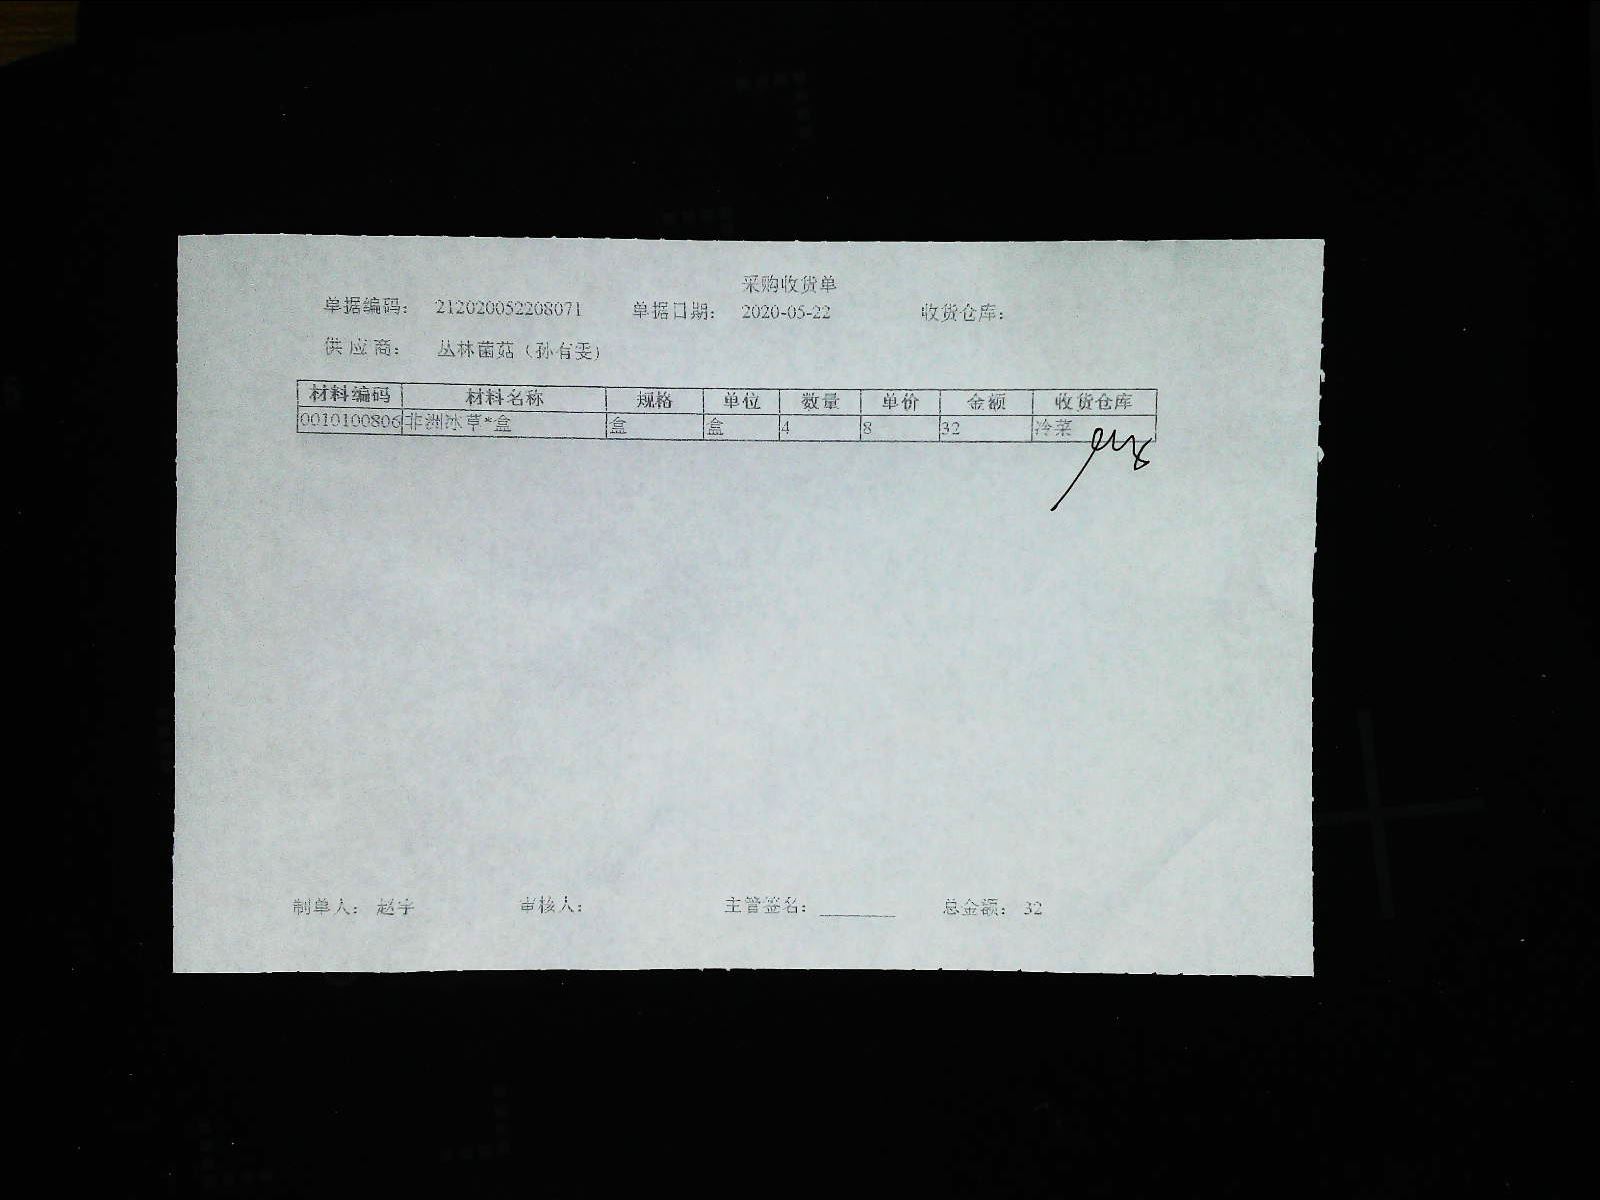 采购收货单
单据编码： 212020052208071 单据日期： 2020-05-22 收货仓库：
供应商： 丛林菌菇（孙有雯）
材料编码 材料名称 规格 单位 数量 单价 金额 收货仓库
0010100806 非洲冰草*盒 盒 盒 4 8 32 冷菜
制单人： 赵宇 审核人： 主管签名： ________ 总金额： 32